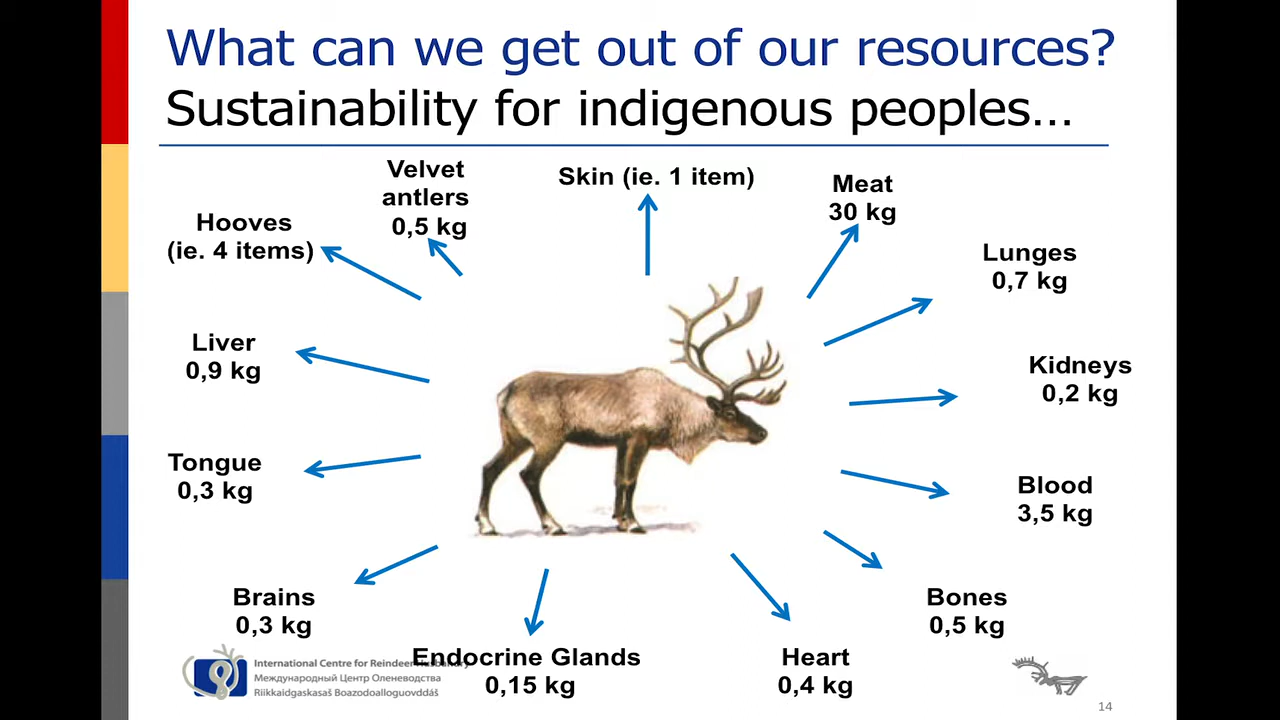 What can we get out of our resources?
Sustainability for indigenous peoples...
Velvet
antlers
0,5 kg
Skin (ie. 1 item)
Meat
30 kg
Hooves
(ie. 4 items)
Lunges
0,7 kg
Liver
0,9 kg
Kidneys
0,2 kg
Tongue
0,3 kg
Blood
3,5 kg
Brains
0,3 kg
Bones
0,5 kg
Endocrine Glands
0,15 kg
Heart
0,4 kg
International Centre for Reindeer Husbandry
Международный Центр Оленеводства
Riikkaidgaskasaš Boazodoalloguovddáš
14